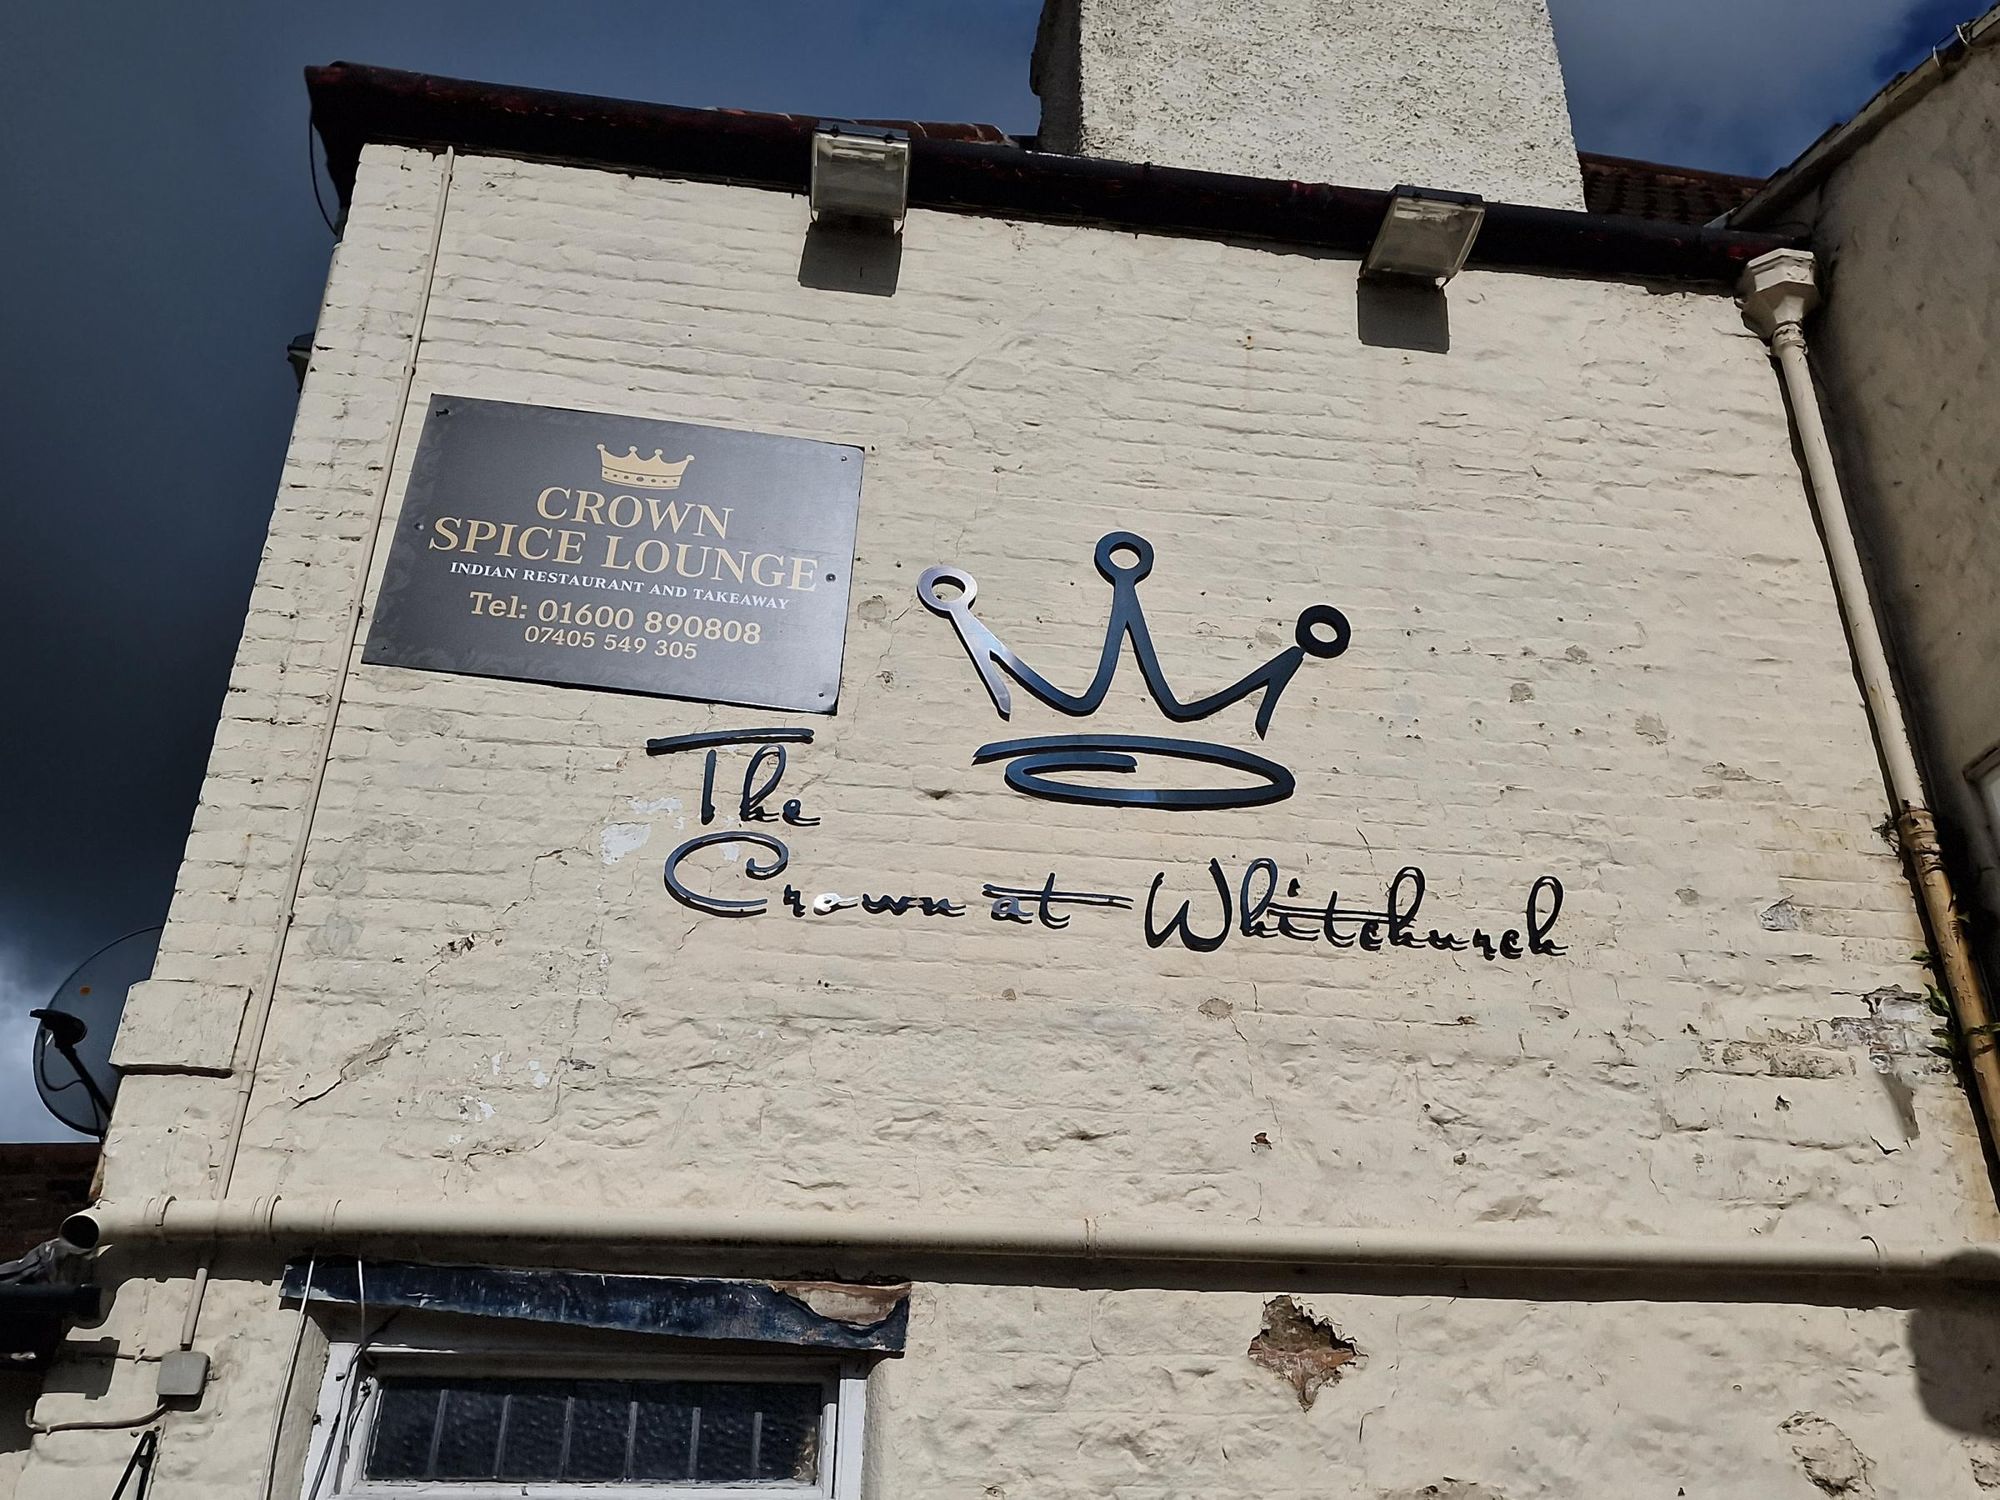 CROWN
SPICE LOUNGE
INDIAN RESTAURANT AND TAKEAWAY
Tel: 01600 890808
07405 549 305
The
Crown at Whitchurch